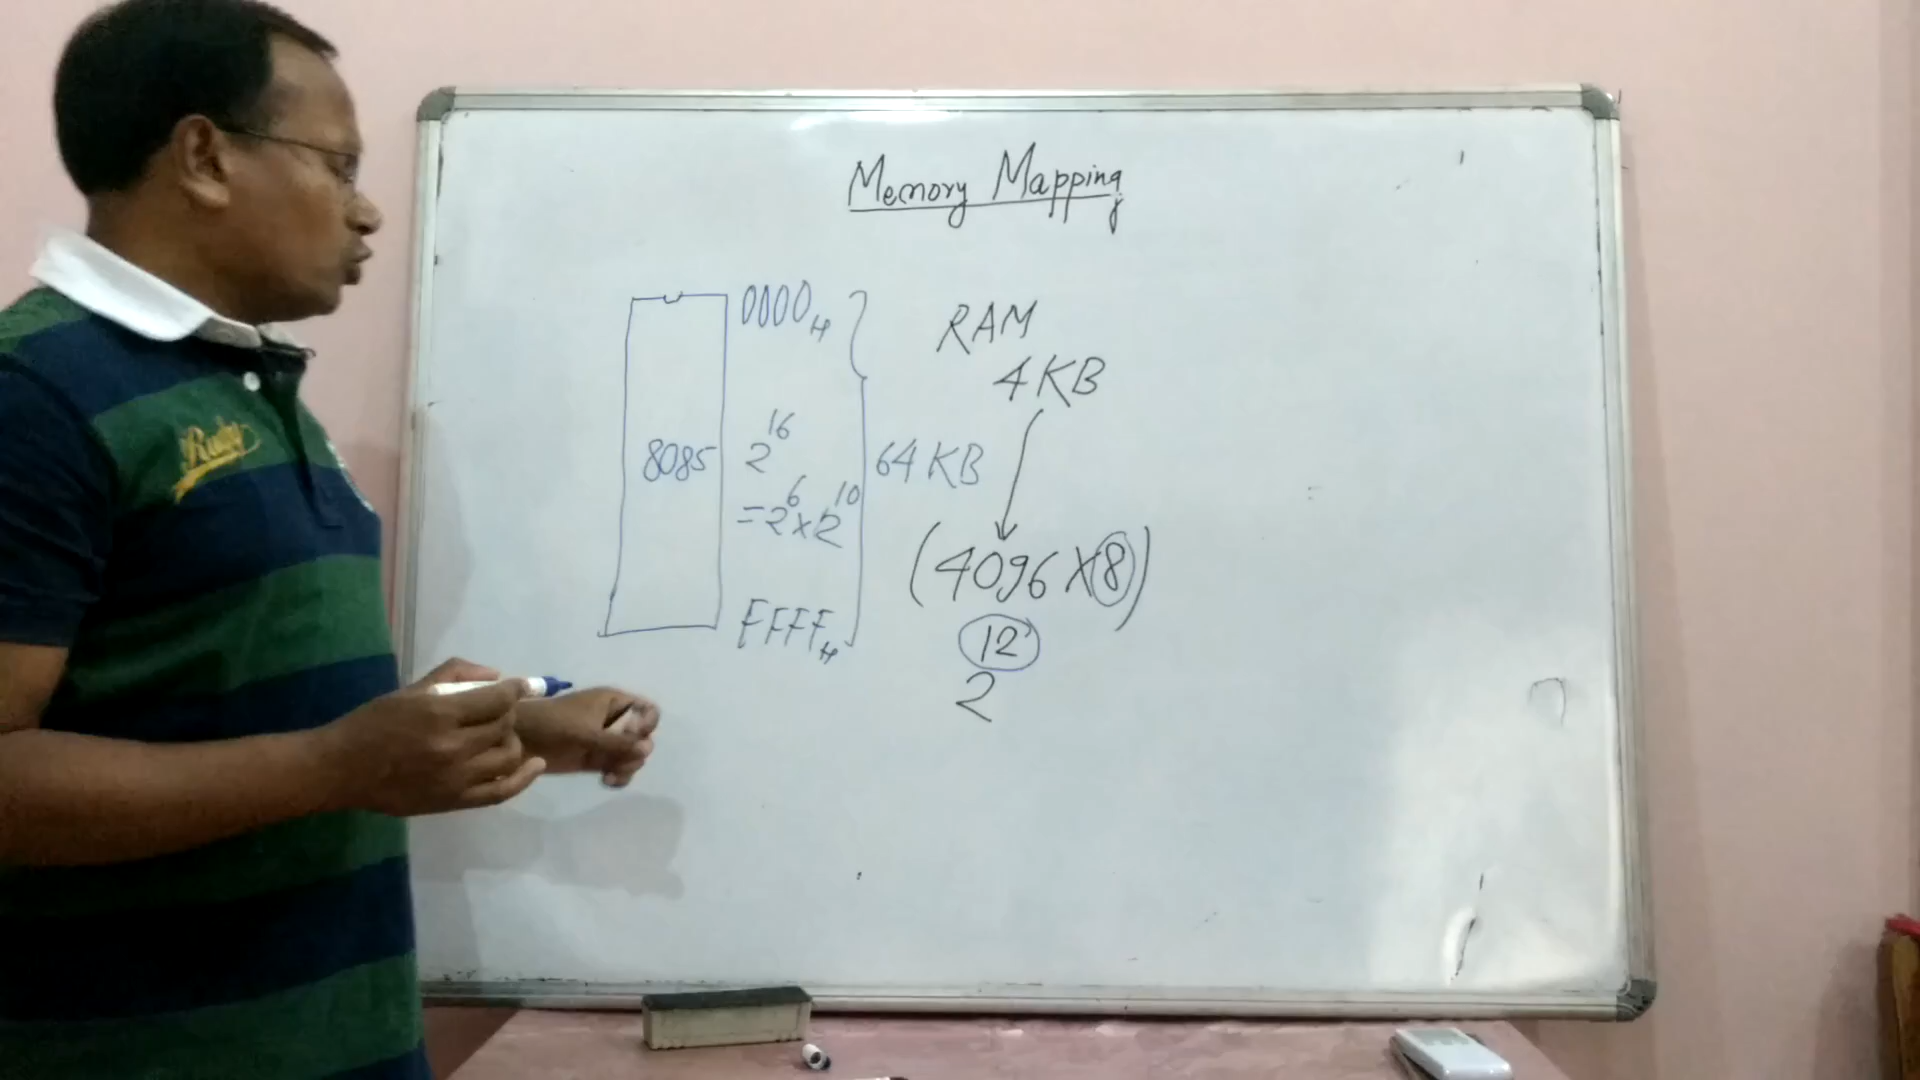 Memory Mapping
0000H
8085
2^16
=2^6×2^10
FFFFH
64 KB
RAM
4KB
(4096×8)
2^12